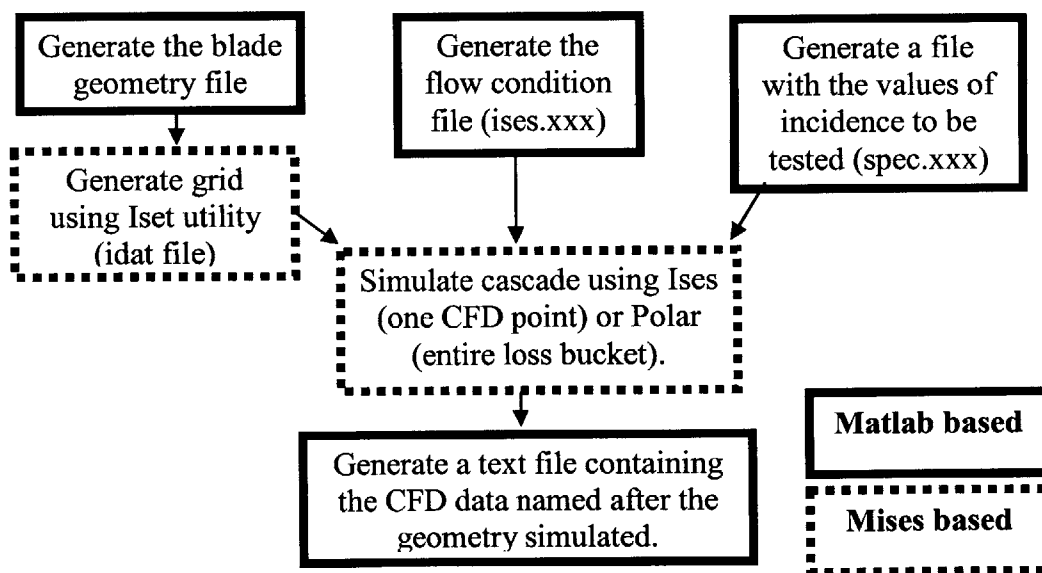 Generate the blade
geometry file
Generate the
flow condition
file (ises.xxx)
Generate a file
with the values of
incidence to be
tested (spec.xxx)
Generate grid
using Iset utility
(idat file)
Simulate cascade using Ises
(one CFD point) or Polar
(entire loss bucket).
Generate a text file containing
the CFD data named after the
geometry simulated.
Matlab based
Mises based